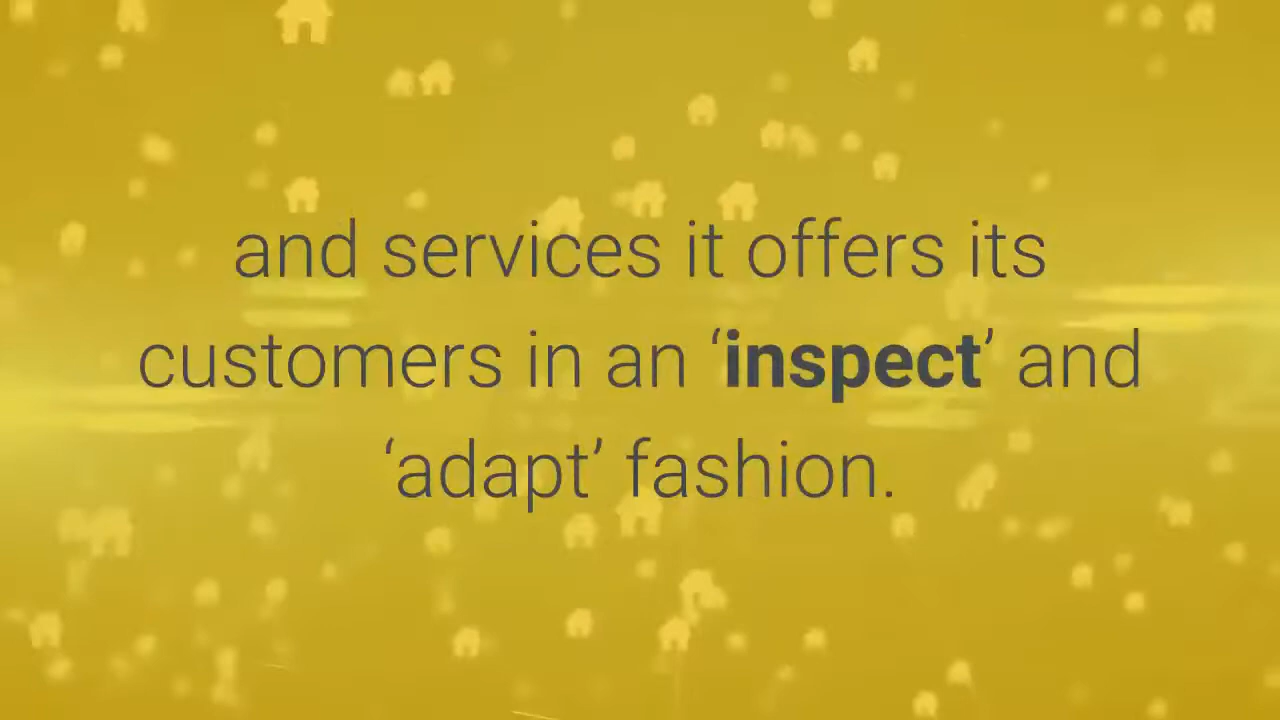 and services it offers its
customers in an ‘inspect’ and
‘adapt’ fashion.